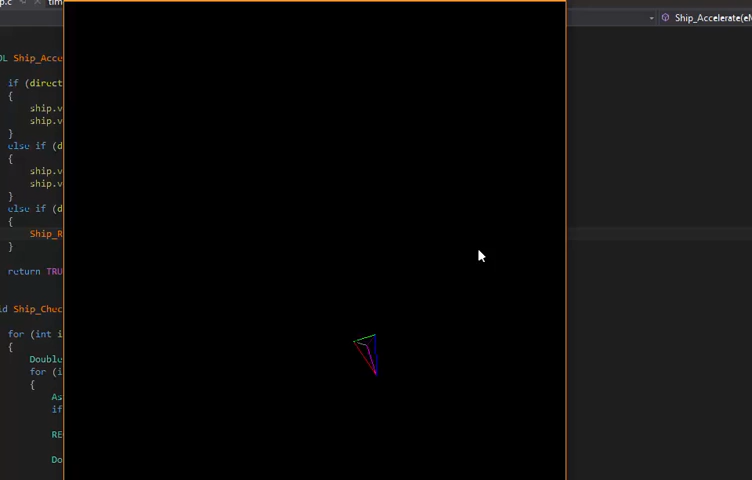 p.c
Ship_Accelerate(e
OL Ship_Acce
if (direct
{
ship.v
ship.v
}
else if (d
{
ship.v
ship.v
}
else if (d
{
Ship_R
}
return TRU
id Ship_Chec
for (int i
{
Double
for (i
{
As
if
RE
Do